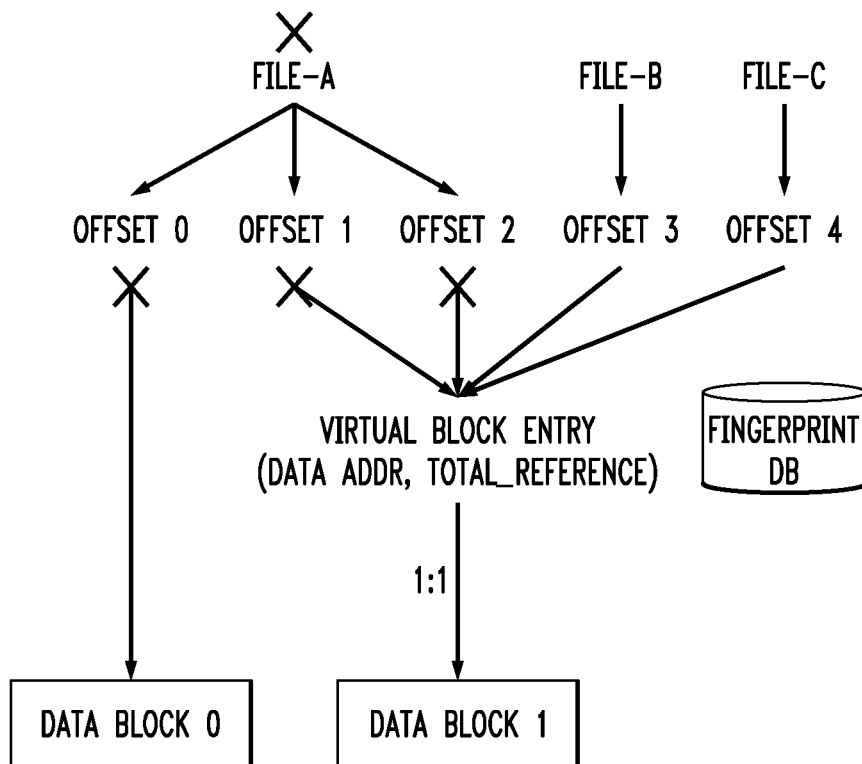 FILE-A FILE-B FILE-C
OFFSET 0 OFFSET 1 OFFSET 2 OFFSET 3 OFFSET 4
VIRTUAL BLOCK ENTRY
(DATA ADDR, TOTAL_REFERENCE)
FINGERPRINT
DB
1:1
DATA BLOCK 0 DATA BLOCK 1